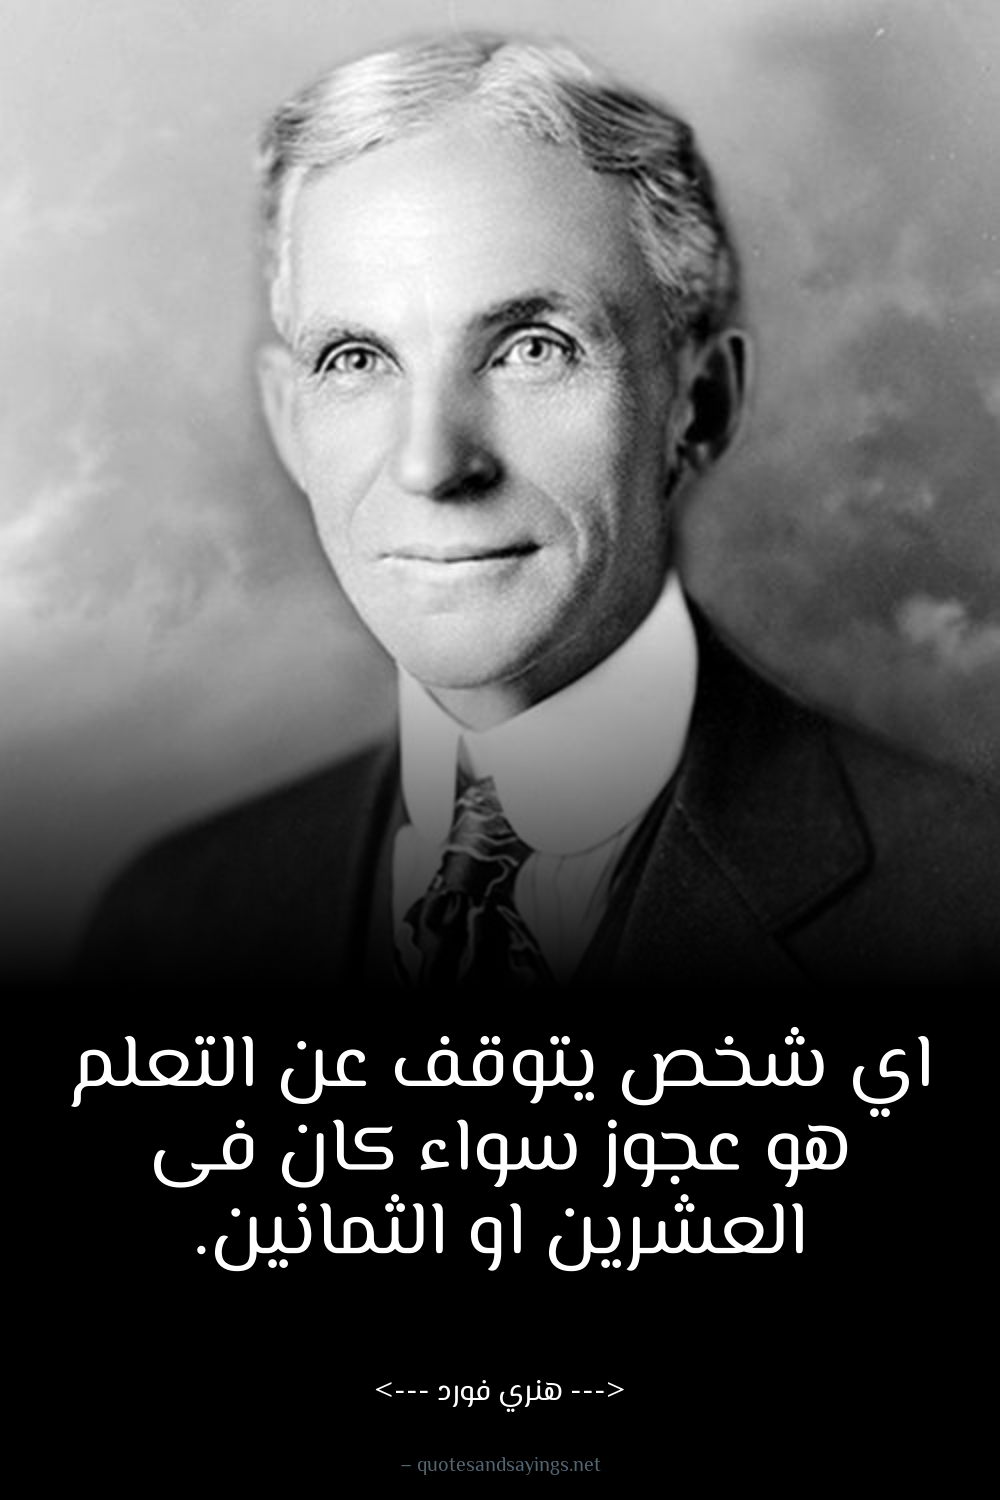 اي شخص يتوقف عن التعلم
هو عجوز سواء كان فى
العشرين او الثمانين.
<--- هنري فورد --->
– quotesandsayings.net